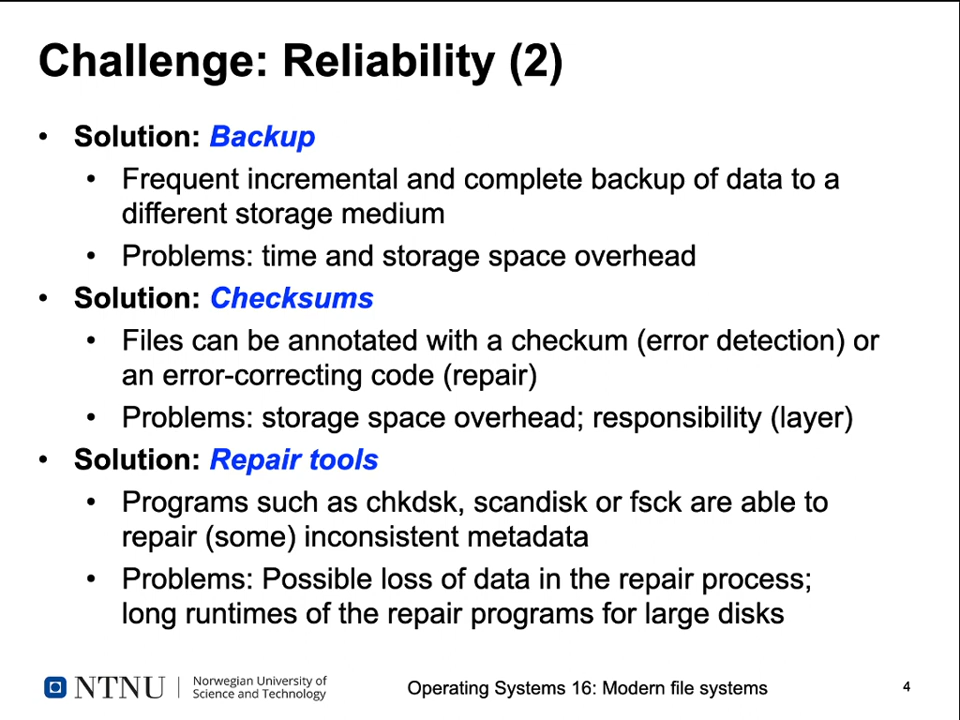 Challenge: Reliability (2)
• Solution: Backup
• Frequent incremental and complete backup of data to a
different storage medium
• Problems: time and storage space overhead
• Solution: Checksums
• Files can be annotated with a checkum (error detection) or
an error-correcting code (repair)
• Problems: storage space overhead; responsibility (layer)
• Solution: Repair tools
• Programs such as chkdsk, scandisk or fsck are able to
repair (some) inconsistent metadata
• Problems: Possible loss of data in the repair process;
long runtimes of the repair programs for large disks
NTNU
Norwegian University of
Science and Technology
Operating Systems 16: Modern file systems
4